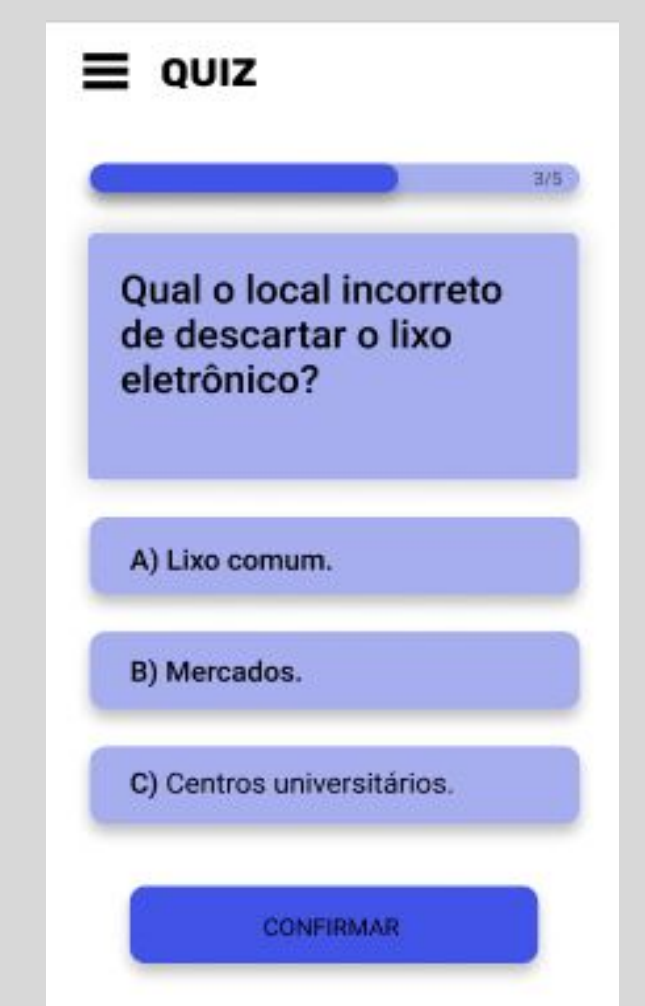 QUIZ
3/5
Qual o local incorreto
de descartar o lixo
eletrônico?
A) Lixo comum.
B) Mercados.
C) Centros universitários.
CONFIRMAR